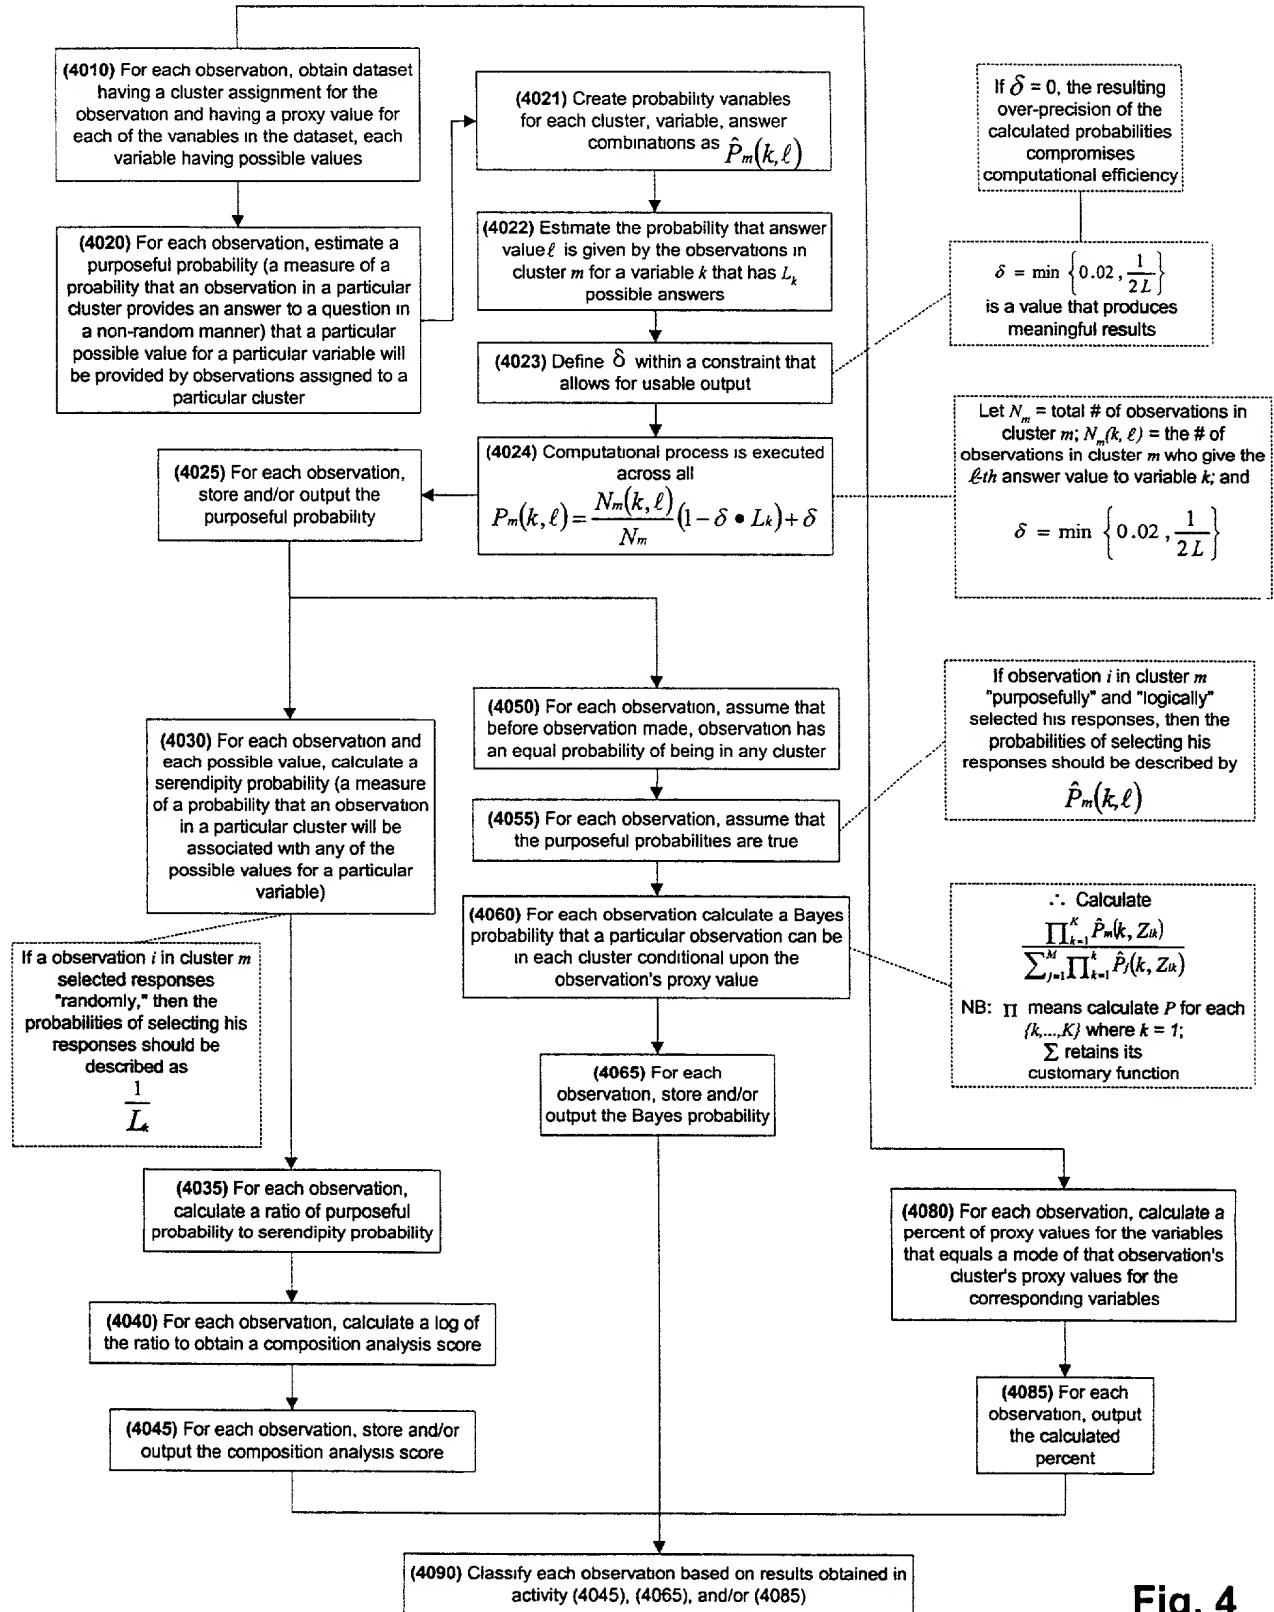 (4010) For each observation, obtain dataset
having a cluster assignment for the
observation and having a proxy value for
each of the variables in the dataset, each
variable having possible values
(4020) For each observation, estimate a
purposeful probability (a measure of a
proability that an observation in a particular
cluster provides an answer to a question in
a non-random manner) that a particular
possible value for a particular variable will
be provided by observations assigned to a
particular cluster
(4021) Create probability variables
for each cluster, variable, answer
combinations as P̂m(k,ℓ)
(4022) Estimate the probability that answer
value ℓ is given by the observations in
cluster m for a variable k that has Lk
possible answers
(4023) Define δ within a constraint that
allows for usable output
(4024) Computational process is executed
across all
Pm(k,ℓ) = Nm(k,ℓ)/Nm (1 − δ • Lk) + δ
(4025) For each observation,
store and/or output the
purposeful probability
If δ = 0, the resulting
over-precision of the
calculated probabilities
compromises
computational efficiency
δ = min {0.02, 1/2L}
is a value that produces
meaningful results
Let Nm = total # of observations in
cluster m; Nm(k, ℓ) = the # of
observations in cluster m who give the
ℓ-th answer value to variable k; and
δ = min {0.02, 1/2L}
(4030) For each observation and
each possible value, calculate a
serendipity probability (a measure
of a probability that an observation
in a particular cluster will be
associated with any of the
possible values for a particular
variable)
If a observation i in cluster m
selected responses
"randomly," then the
probabilities of selecting his
responses should be
described as
1/Lk
(4035) For each observation,
calculate a ratio of purposeful
probability to serendipity probability
(4040) For each observation, calculate a log of
the ratio to obtain a composition analysis score
(4045) For each observation, store and/or
output the composition analysis score
(4050) For each observation, assume that
before observation made, observation has
an equal probability of being in any cluster
(4055) For each observation, assume that
the purposeful probabilities are true
(4060) For each observation calculate a Bayes
probability that a particular observation can be
in each cluster conditional upon the
observation's proxy value
(4065) For each
observation, store and/or
output the Bayes probability
If observation i in cluster m
"purposefully" and "logically"
selected his responses, then the
probabilities of selecting his
responses should be described by
P̂m(k,ℓ)
∴ Calculate
∏k=1^K P̂m(k, Zik)
∑j=1^M ∏k=1^k P̂j(k, Zik)
NB: ∏ means calculate P for each
{k,...,K} where k = 1;
∑ retains its
customary function
(4080) For each observation, calculate a
percent of proxy values for the variables
that equals a mode of that observation's
cluster's proxy values for the
corresponding variables
(4085) For each
observation, output
the calculated
percent
(4090) Classify each observation based on results obtained in
activity (4045), (4065), and/or (4085)
Fig. 4